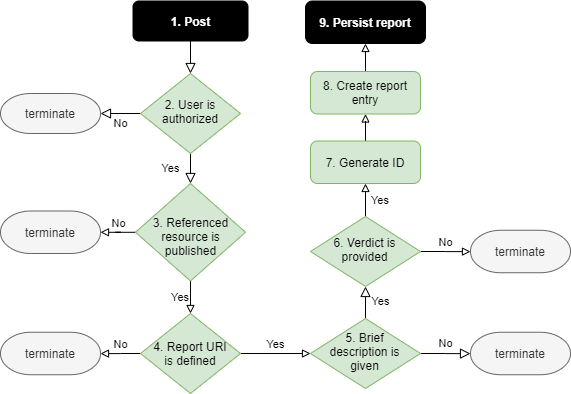 1. Post
2. User is
authorized
No
terminate
Yes
3. Referenced
resource is
published
No
terminate
Yes
4. Report URI
is defined
No
terminate
Yes
5. Brief
description is
given
No
terminate
Yes
6. Verdict is
provided
No
terminate
Yes
7. Generate ID
8. Create report
entry
9. Persist report